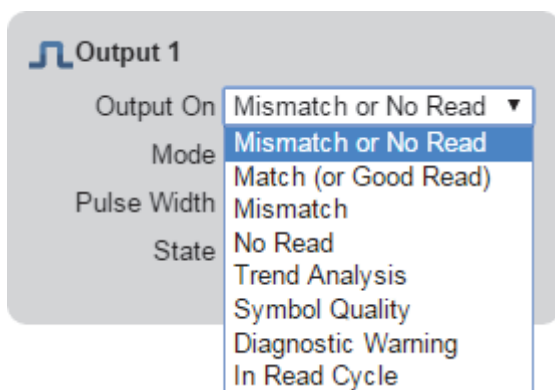 Output 1
Output On Mismatch or No Read
Mismatch or No Read
Mode
Match (or Good Read)
Pulse Width
Mismatch
State
No Read
Trend Analysis
Symbol Quality
Diagnostic Warning
In Read Cycle